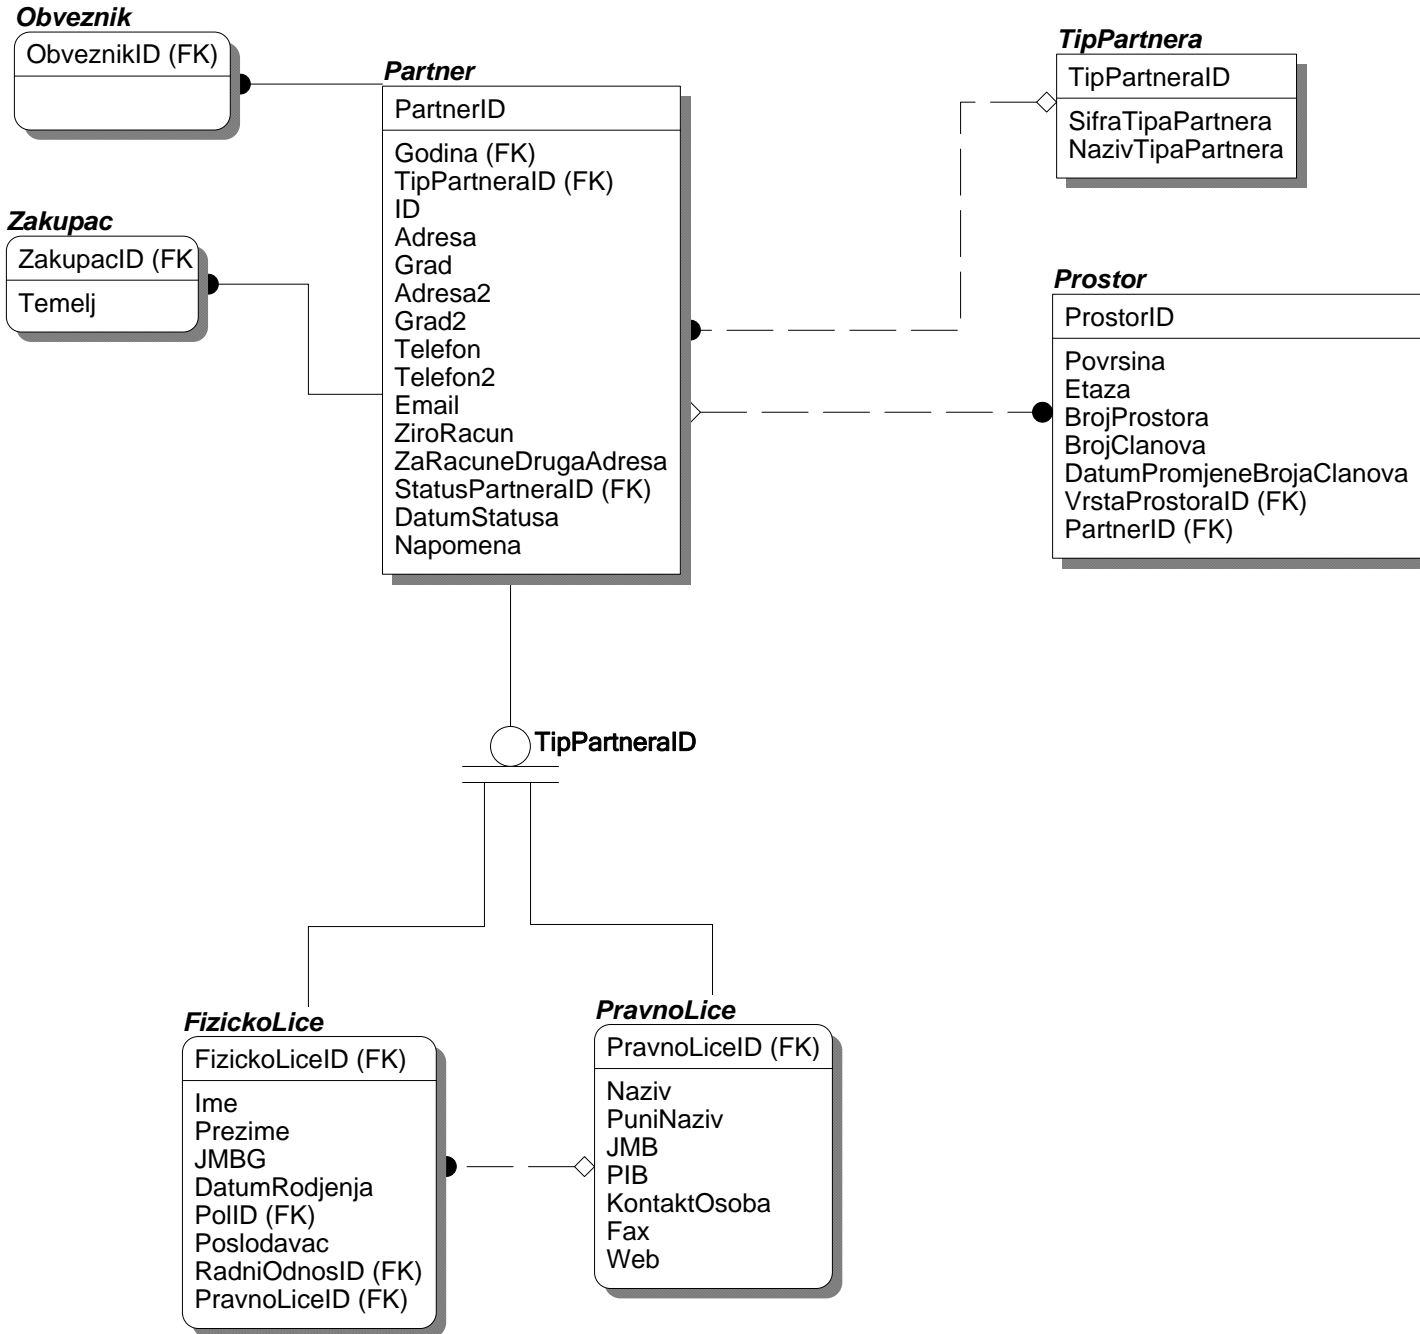 Obveznik
ObveznikID (FK)
Partner
PartnerID
Godina (FK)
TipPartneraID (FK)
ID
Adresa
Grad
Adresa2
Grad2
Telefon
Telefon2
Email
ZiroRacun
ZaRacuneDrugaAdresa
StatusPartneraID (FK)
DatumStatusa
Napomena
TipPartnera
TipPartneraID
SifraTipaPartnera
NazivTipaPartnera
Zakupac
ZakupacID (FK
Temelj
Prostor
ProstorID
Povrsina
Etaza
BrojProstora
BrojClanova
DatumPromjeneBrojaClanova
VrstaProstoraID (FK)
PartnerID (FK)
TipPartneraID
FizickoLice
FizickoLiceID (FK)
Ime
Prezime
JMBG
DatumRodjenja
PolID (FK)
Poslodavac
RadniOdnosID (FK)
PravnoLiceID (FK)
PravnoLice
PravnoLiceID (FK)
Naziv
PuniNaziv
JMB
PIB
KontaktOsoba
Fax
Web